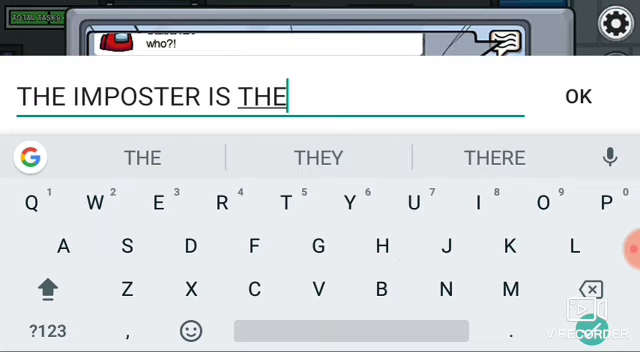 TOTAL TASKS
who?!
THE IMPOSTER IS THE
OK
THE THEY THERE
Q 1 W 2 E 3 R 4 T 5 Y 6 U 7 I 8 O 9 P 0
A S D F G H J K L
Z X C V B N M
?123 , .
V RECORDER